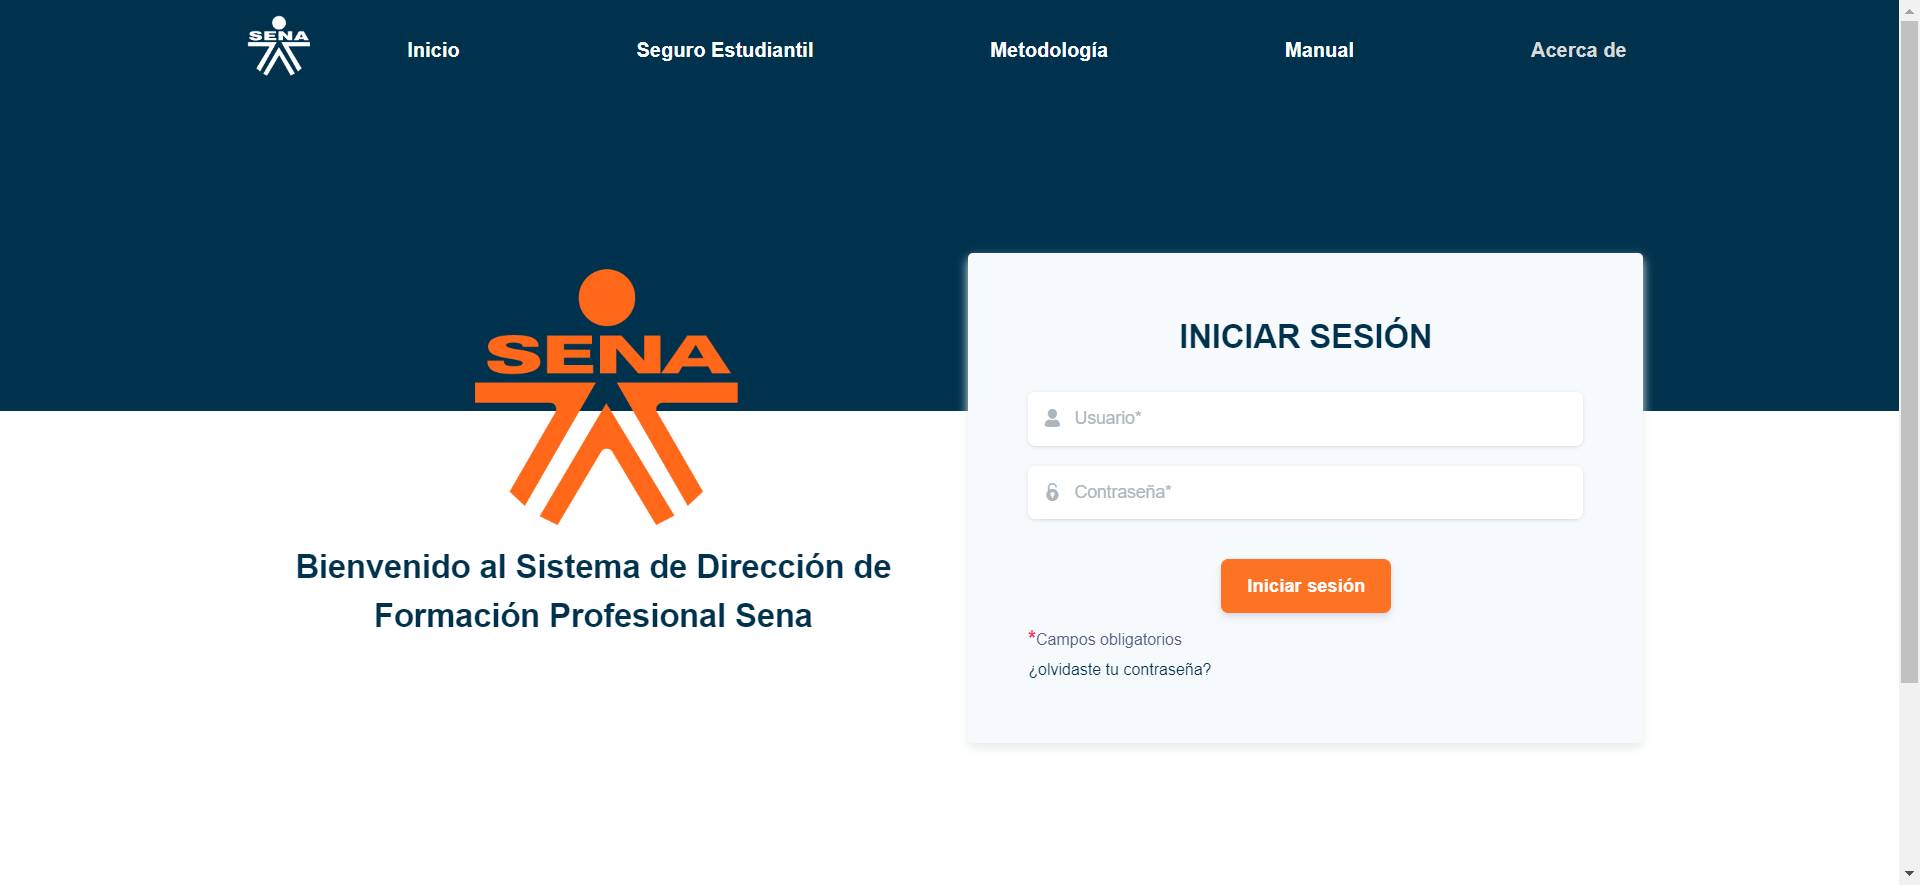 SENA
Inicio
Seguro Estudiantil
Metodología
Manual
Acerca de
SENA
Bienvenido al Sistema de Dirección de
Formación Profesional Sena
INICIAR SESIÓN
Usuario*
Contraseña*
Iniciar sesión
*Campos obligatorios
¿olvidaste tu contraseña?